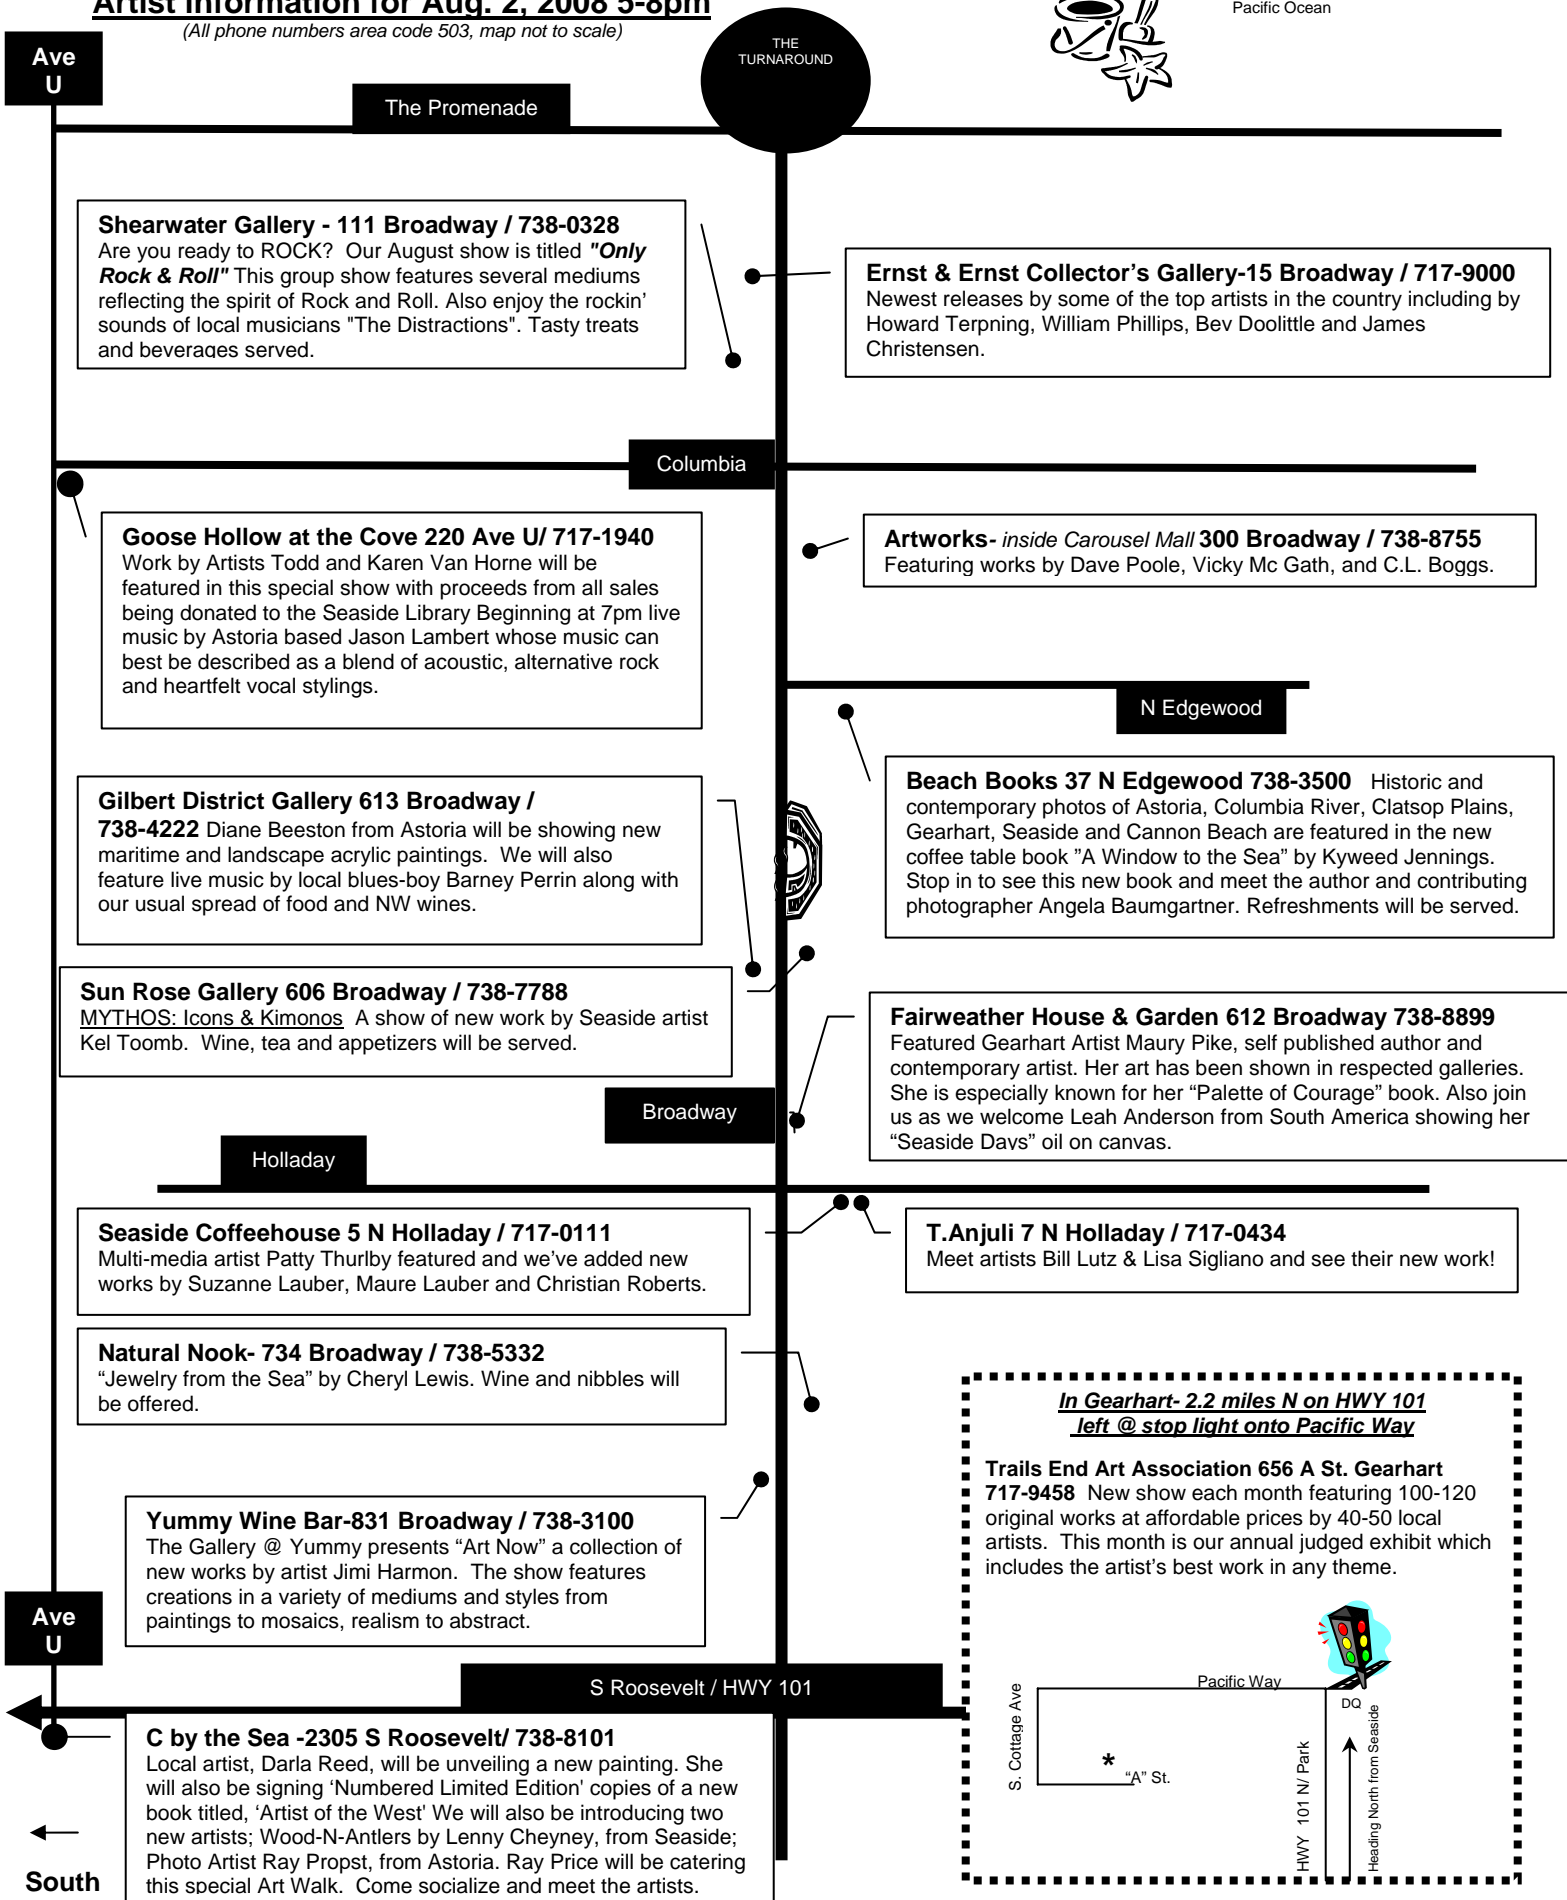 Artist Information for Aug. 2, 2008 5-8pm
(All phone numbers area code 503, map not to scale)
Pacific Ocean
THE
TURNAROUND
Ave
U
The Promenade
Shearwater Gallery - 111 Broadway / 738-0328
Are you ready to ROCK?  Our August show is titled "Only
Rock & Roll" This group show features several mediums
reflecting the spirit of Rock and Roll. Also enjoy the rockin’
sounds of local musicians "The Distractions". Tasty treats
and beverages served.
Ernst & Ernst Collector’s Gallery-15 Broadway / 717-9000
Newest releases by some of the top artists in the country including by
Howard Terpning, William Phillips, Bev Doolittle and James
Christensen.
Columbia
Goose Hollow at the Cove 220 Ave U/ 717-1940
Work by Artists Todd and Karen Van Horne will be
featured in this special show with proceeds from all sales
being donated to the Seaside Library Beginning at 7pm live
music by Astoria based Jason Lambert whose music can
best be described as a blend of acoustic, alternative rock
and heartfelt vocal stylings.
Artworks- inside Carousel Mall 300 Broadway / 738-8755
Featuring works by Dave Poole, Vicky Mc Gath, and C.L. Boggs.
N Edgewood
Beach Books 37 N Edgewood 738-3500   Historic and
contemporary photos of Astoria, Columbia River, Clatsop Plains,
Gearhart, Seaside and Cannon Beach are featured in the new
coffee table book ”A Window to the Sea” by Kyweed Jennings.
Stop in to see this new book and meet the author and contributing
photographer Angela Baumgartner. Refreshments will be served.
Gilbert District Gallery 613 Broadway /
738-4222 Diane Beeston from Astoria will be showing new
maritime and landscape acrylic paintings.  We will also
feature live music by local blues-boy Barney Perrin along with
our usual spread of food and NW wines.
Sun Rose Gallery 606 Broadway / 738-7788
MYTHOS: Icons & Kimonos  A show of new work by Seaside artist
Kel Toomb.  Wine, tea and appetizers will be served.
Fairweather House & Garden 612 Broadway 738-8899
Featured Gearhart Artist Maury Pike, self published author and
contemporary artist. Her art has been shown in respected galleries.
She is especially known for her “Palette of Courage” book. Also join
us as we welcome Leah Anderson from South America showing her
“Seaside Days” oil on canvas.
Broadway
Holladay
Seaside Coffeehouse 5 N Holladay / 717-0111
Multi-media artist Patty Thurlby featured and we’ve added new
works by Suzanne Lauber, Maure Lauber and Christian Roberts.
T.Anjuli 7 N Holladay / 717-0434
Meet artists Bill Lutz & Lisa Sigliano and see their new work!
Natural Nook- 734 Broadway / 738-5332
“Jewelry from the Sea” by Cheryl Lewis. Wine and nibbles will
be offered.
In Gearhart- 2.2 miles N on HWY 101
left @ stop light onto Pacific Way
Trails End Art Association 656 A St. Gearhart
717-9458  New show each month featuring 100-120
original works at affordable prices by 40-50 local
artists.  This month is our annual judged exhibit which
includes the artist’s best work in any theme.
Yummy Wine Bar-831 Broadway / 738-3100
The Gallery @ Yummy presents “Art Now” a collection of
new works by artist Jimi Harmon.  The show features
creations in a variety of mediums and styles from
paintings to mosaics, realism to abstract.
Ave
U
S Roosevelt / HWY 101
Pacific Way
DQ
S. Cottage Ave
*
“A” St.
HWY  101 N/ Park
Heading North from Seaside
C by the Sea -2305 S Roosevelt/ 738-8101
Local artist, Darla Reed, will be unveiling a new painting. She
will also be signing ‘Numbered Limited Edition' copies of a new
book titled, ‘Artist of the West' We will also be introducing two
new artists; Wood-N-Antlers by Lenny Cheyney, from Seaside;
Photo Artist Ray Propst, from Astoria. Ray Price will be catering
this special Art Walk.  Come socialize and meet the artists.
South